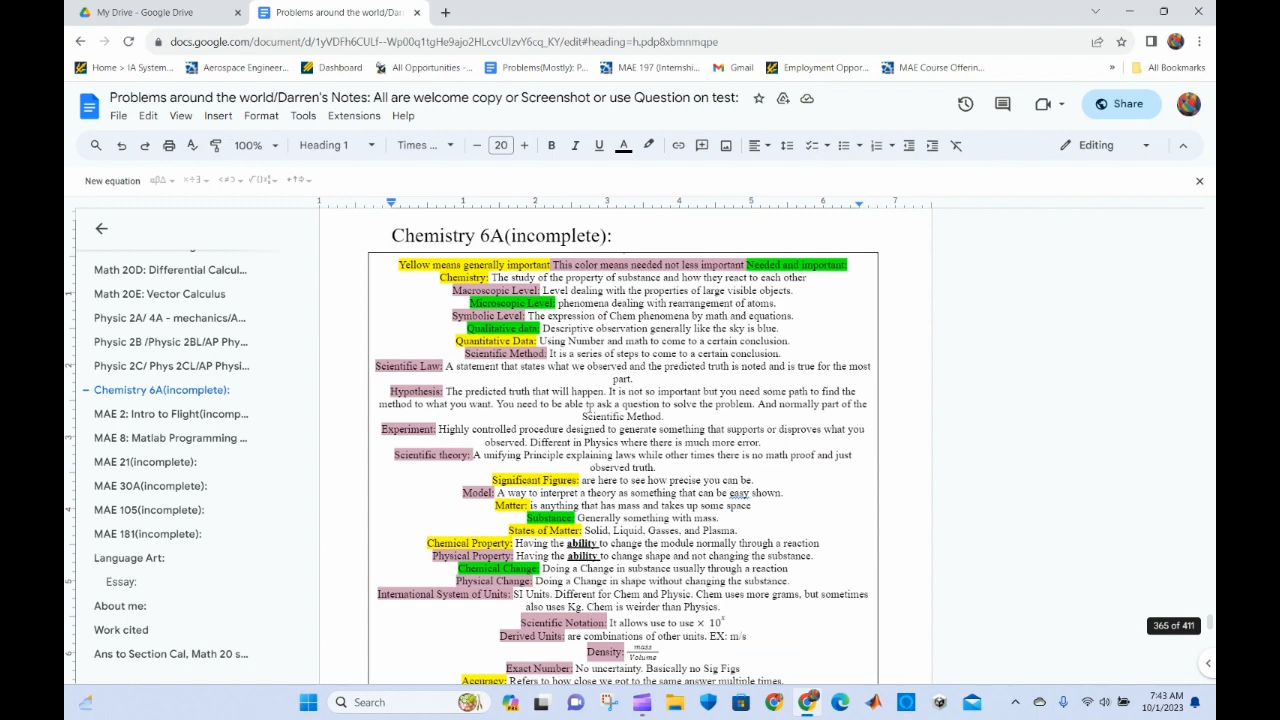 My Drive - Google Drive
Problems around the world/Darr
docs.google.com/document/d/1yVDFh6CULf--Wp00q1tgHe9ajo2HLcvcUIzvY6cq_KY/edit#heading=h.pdp8xbmnmqpe
Home > IA System... Aerospace Engineer... Dashboard All Opportunities -... Problems(Mostly): P... MAE 197 (Internshi... Gmail Employment Oppor... MAE Course Offerin... » All Bookmarks
Problems around the world/Darren's Notes: All are welcome copy or Screenshot or use Question on test:
File Edit View Insert Format Tools Extensions Help
Share
100% Heading 1 Times ... 20 B I U A Editing
New equation
1 1 2 3 4 5 6 7
Chemistry 6A(incomplete):
Yellow means generally important This color means needed not less important Needed and important:
Chemistry: The study of the property of substance and how they react to each other
Macroscopic Level: Level dealing with the properties of large visible objects.
Microscopic Level: phenomena dealing with rearrangement of atoms.
Symbolic Level: The expression of Chem phenomena by math and equations.
Qualitative data: Descriptive observation generally like the sky is blue.
Quantitative Data: Using Number and math to come to a certain conclusion.
Scientific Method: It is a series of steps to come to a certain conclusion.
Scientific Law: A statement that states what we observed and the predicted truth is noted and is true for the most
part.
Hypothesis: The predicted truth that will happen. It is not so important but you need some path to find the
method to what you want. You need to be able to ask a question to solve the problem. And normally part of the
Scientific Method.
Experiment: Highly controlled procedure designed to generate something that supports or disproves what you
observed. Different in Physics where there is much more error.
Scientific theory: A unifying Principle explaining laws while other times there is no math proof and just
observed truth.
Significant Figures: are here to see how precise you can be.
Model: A way to interpret a theory as something that can be easy shown.
Matter: is anything that has mass and takes up some space
Substance: Generally something with mass.
States of Matter: Solid, Liquid, Gasses, and Plasma.
Chemical Property: Having the ability to change the module normally through a reaction
Physical Property: Having the ability to change shape and not changing the substance.
Chemical Change: Doing a Change in substance usually through a reaction
Physical Change: Doing a Change in shape without changing the substance.
International System of Units: SI Units. Different for Chem and Physic. Chem uses more grams, but sometimes
also uses Kg. Chem is weirder than Physics.
Scientific Notation: It allows use to use × 10^x
Derived Units: are combinations of other units. EX: m/s
Density: mass/Volume
Exact Number: No uncertainty. Basically no Sig Figs
Accuracy: Refers to how close we got to the same answer multiple times.
Math 20D: Differential Calcul...
Math 20E: Vector Calculus
Physic 2A/ 4A - mechanics/A...
Physic 2B /Physic 2BL/AP Phy...
Physic 2C/ Phys 2CL/AP Physi...
Chemistry 6A(incomplete):
MAE 2: Intro to Flight(incomp...
MAE 8: Matlab Programming ...
MAE 21(incomplete):
MAE 30A(incomplete):
MAE 105(incomplete):
MAE 181(incomplete):
Language Art:
Essay:
About me:
Work cited
Ans to Section Cal, Math 20 s...
365 of 411
Search
7:43 AM
10/1/2023